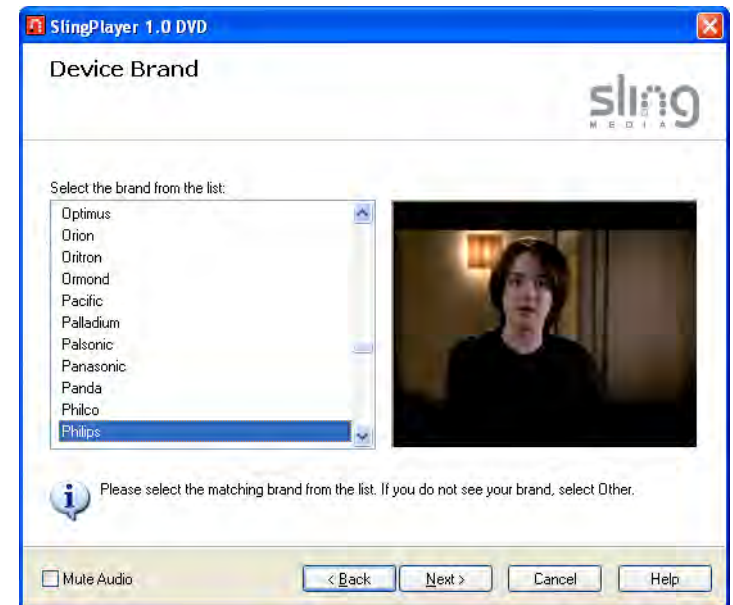 SlingPlayer 1.0 DVD
Device Brand
sling
MEDIA
Select the brand from the list:
Optimus
Orion
Oritron
Ormond
Pacific
Palladium
Palsonic
Panasonic
Panda
Philco
Philips
Please select the matching brand from the list. If you do not see your brand, select Other.
Mute Audio
< Back
Next >
Cancel
Help